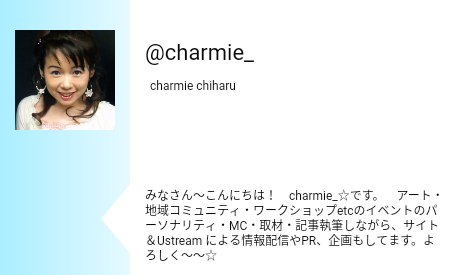 @charmie_
charmie chiharu
みなさん〜こんにちは！　charmie_☆です。　アート・
地域コミュニティ・ワークショップetcのイベントのパ
ーソナリティ・MC・取材・記事執筆しながら、サイト
＆Ustream による情報配信やPR、企画もしてます。よ
ろしく〜〜☆